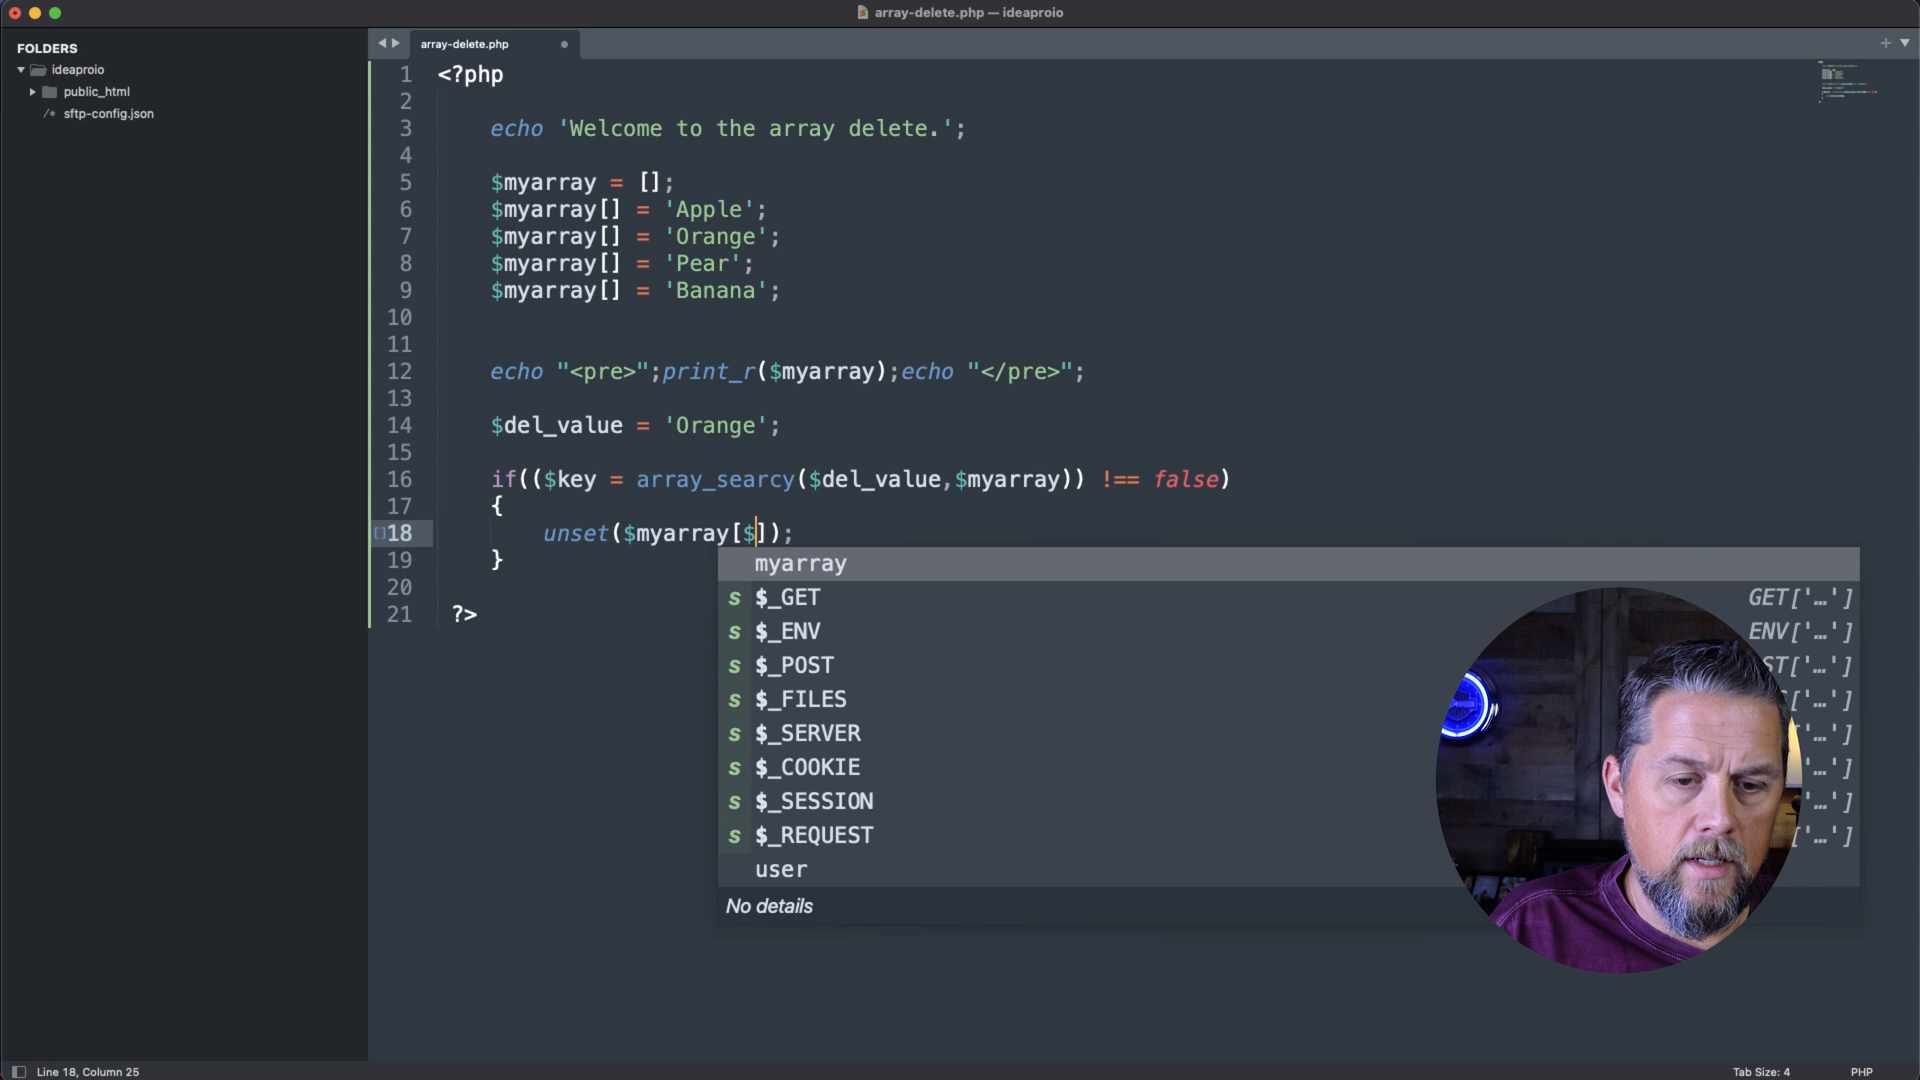 array-delete.php — ideaproio
FOLDERS
ideaproio
public_html
/* sftp-config.json
array-delete.php
1 <?php
2
3 echo 'Welcome to the array delete.';
4
5 $myarray = [];
6 $myarray[] = 'Apple';
7 $myarray[] = 'Orange';
8 $myarray[] = 'Pear';
9 $myarray[] = 'Banana';
10
11
12 echo "<pre>";print_r($myarray);echo "</pre>";
13
14 $del_value = 'Orange';
15
16 if(($key = array_searcy($del_value,$myarray)) !== false)
17 {
[]18 unset($myarray[$]);
19 }
20
21 ?>
myarray
s $_GET GET['…']
s $_ENV ENV['…']
s $_POST ST['…']
s $_FILES ['…']
s $_SERVER '…']
s $_COOKIE '…']
s $_SESSION '…']
s $_REQUEST ['…']
user
No details
Line 18, Column 25
Tab Size: 4
PHP